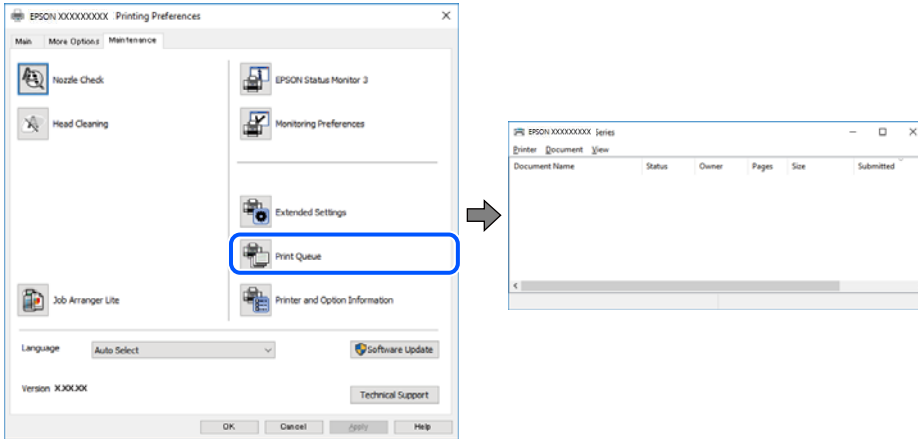 EPSON XXXXXXXXX Printing Preferences
Main More Options Maintenance
Nozzle Check
EPSON Status Monitor 3
Head Cleaning
Monitoring Preferences
Extended Settings
Print Queue
Job Arranger Lite
Printer and Option Information
Language Auto Select Software Update
Version X.XX.XX
Technical Support
OK Cancel Apply Help
EPSON XXXXXXXXX Series
Printer Document View
Document Name Status Owner Pages Size Submitted